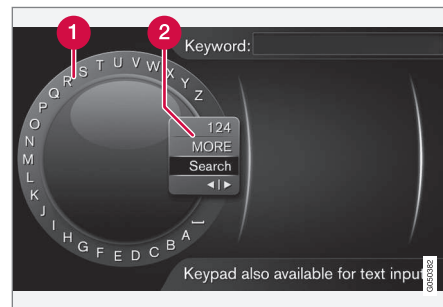 1
2
Keyword:
A B C D E F G H I J K L M N O P Q R S T U V W X Y Z
124
MORE
Search
◄|►
Keypad also available for text input
G050382